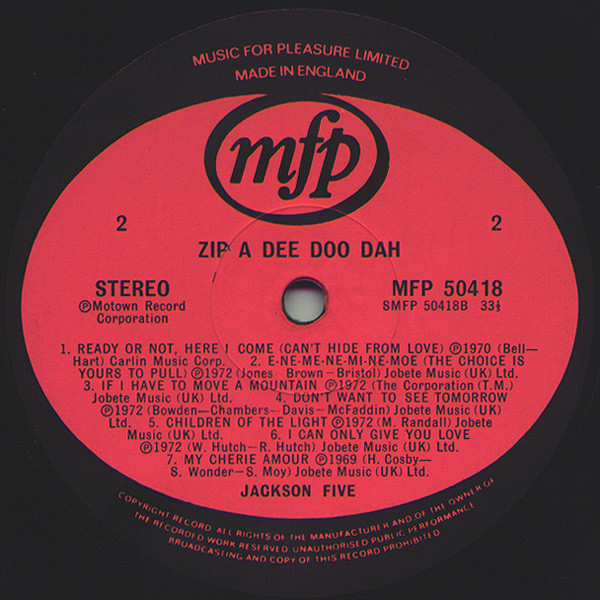 MUSIC FOR PLEASURE LIMITED
MADE IN ENGLAND
mfp
2
2
ZIP A DEE DOO DAH
STEREO
MFP 50418
℗Motown Record
Corporation
SMFP 50418B 33⅓
1. READY OR NOT, HERE I COME (CAN'T HIDE FROM LOVE) ℗1970 (Bell—
Hart) Carlin Music Corp. 2. E-NE-ME-NE-MI-NE-MOE (THE CHOICE IS
YOURS TO PULL) ℗1972 (Jones Brown—Bristol) Jobete Music (UK) Ltd.
3. IF I HAVE TO MOVE A MOUNTAIN ℗1972 (The Corporation (T.M.)
Jobete Music (UK) Ltd. 4. DON'T WANT TO SEE TOMORROW
℗1972 (Bowden—Chambers—Davis—McFaddin) Jobete Music (UK)
Ltd. 5. CHILDREN OF THE LIGHT ℗1972 (M. Randall) Jobete
Music (UK) Ltd. 6. I CAN ONLY GIVE YOU LOVE
℗1972 (W. Hutch—R. Hutch) Jobete Music (UK) Ltd.
7. MY CHERIE AMOUR ℗1969 (H. Cosby—
S. Wonder—S. Moy) Jobete Music (UK) Ltd.
JACKSON FIVE
COPYRIGHT RECORD ALL RIGHTS OF THE MANUFACTURER AND OF THE OWNER OF
THE RECORDED WORK RESERVED UNAUTHORISED PUBLIC PERFORMANCE
BROADCASTING AND COPY OF THIS RECORD PROHIBITED